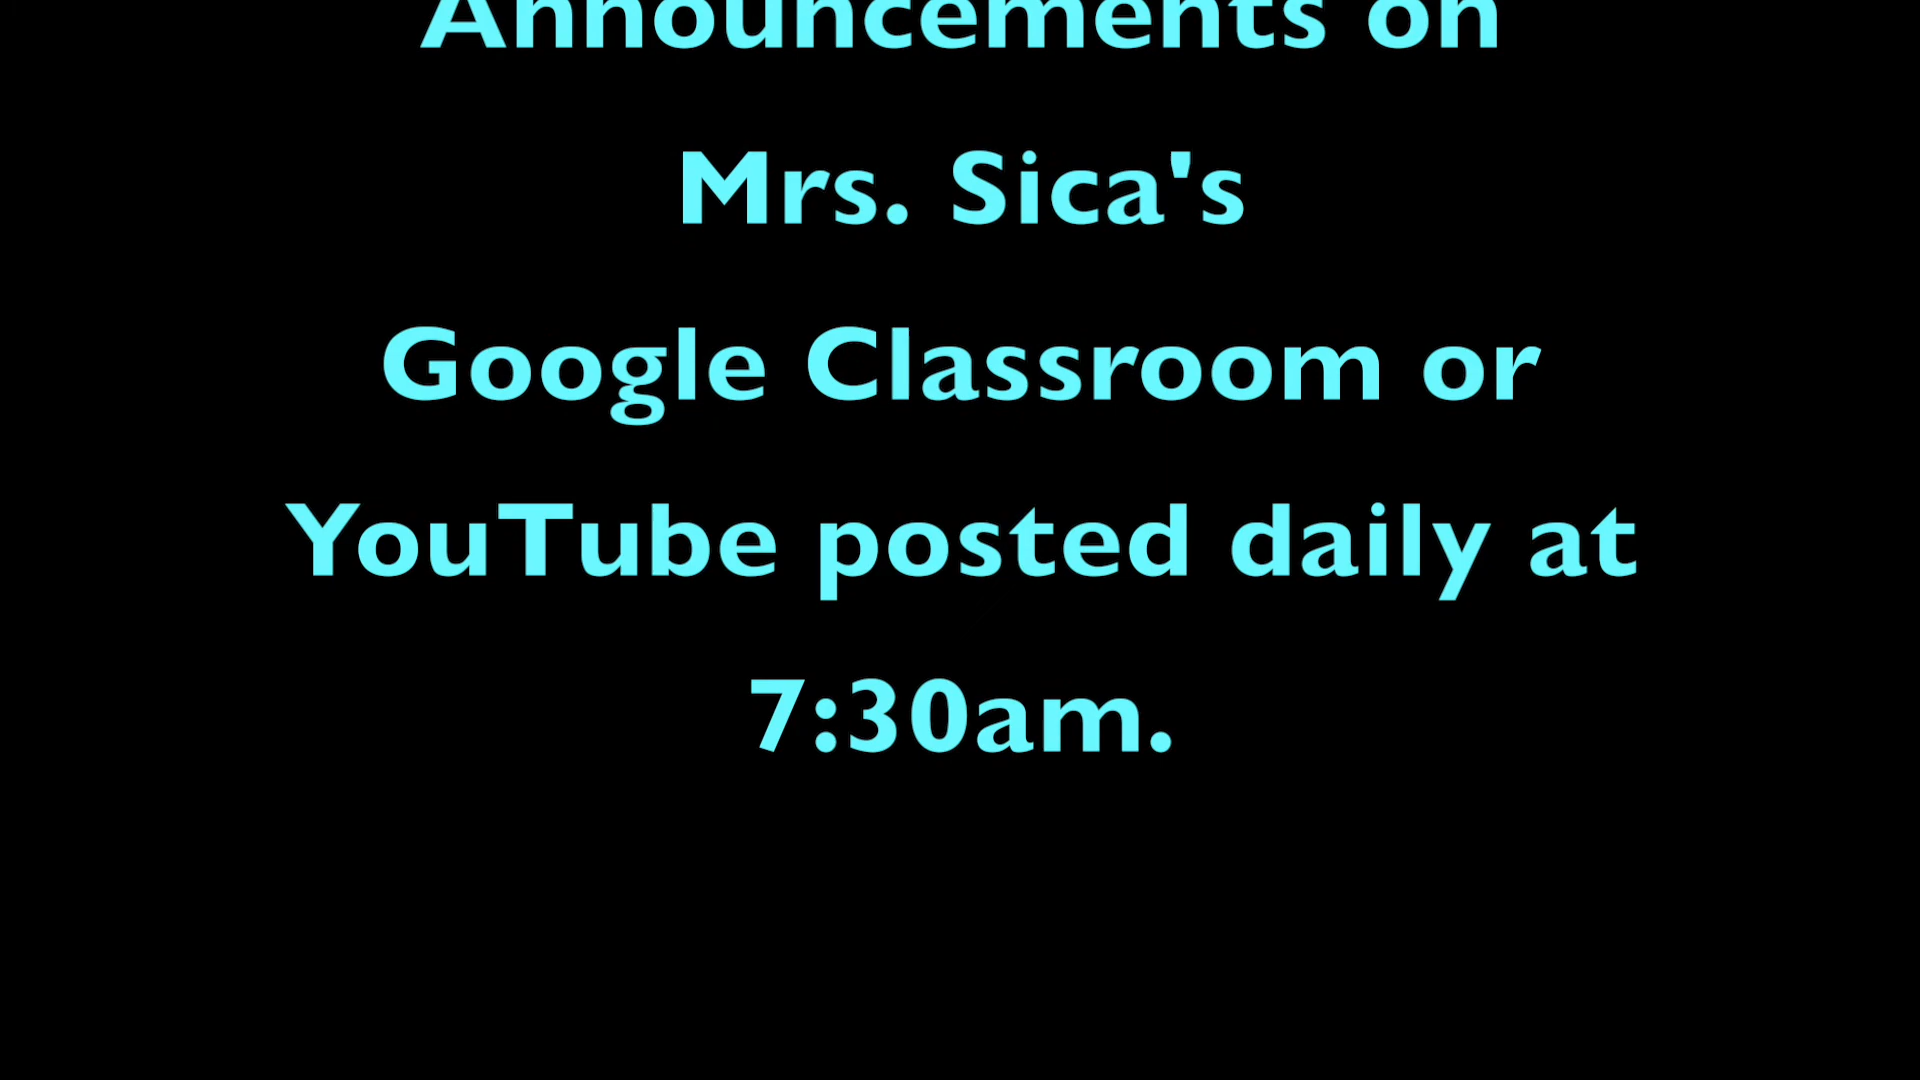 Announcements on
Mrs. Sica's
Google Classroom or
YouTube posted daily at
7:30am.